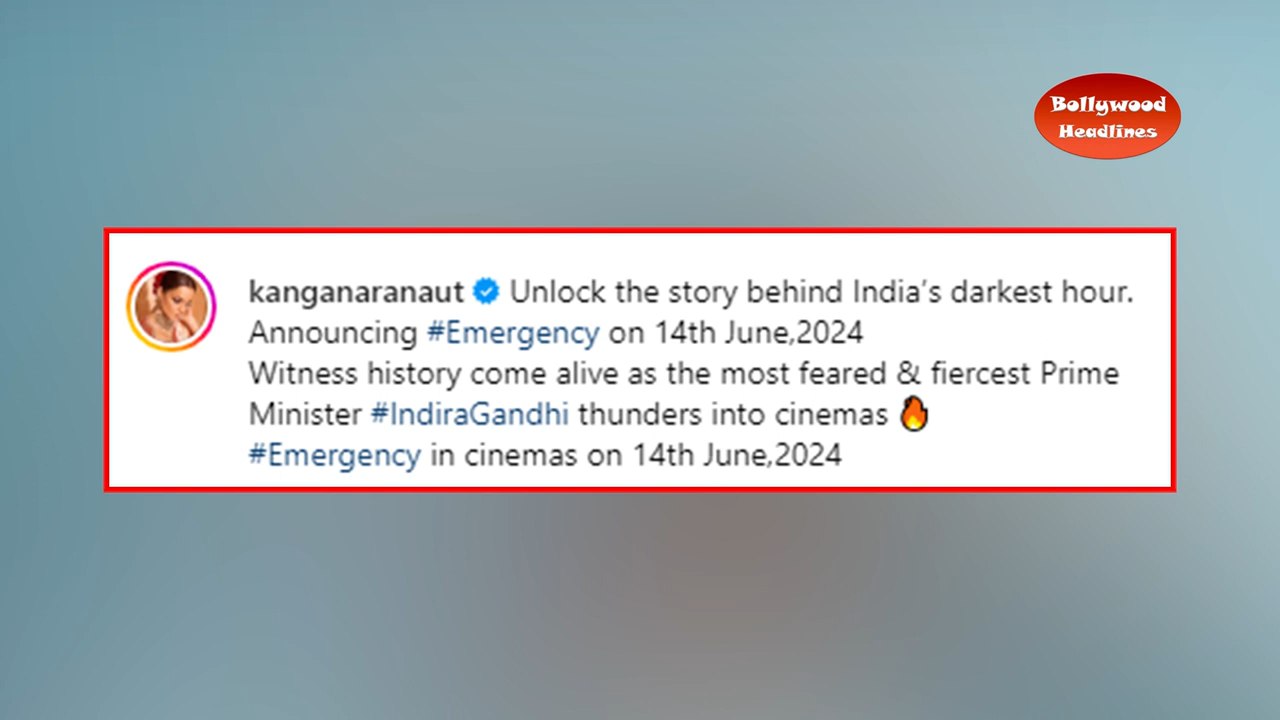 Bollywood
Headlines
kanganaranaut Unlock the story behind India's darkest hour.
Announcing #Emergency on 14th June,2024
Witness history come alive as the most feared & fiercest Prime
Minister #IndiraGandhi thunders into cinemas 🔥
#Emergency in cinemas on 14th June,2024